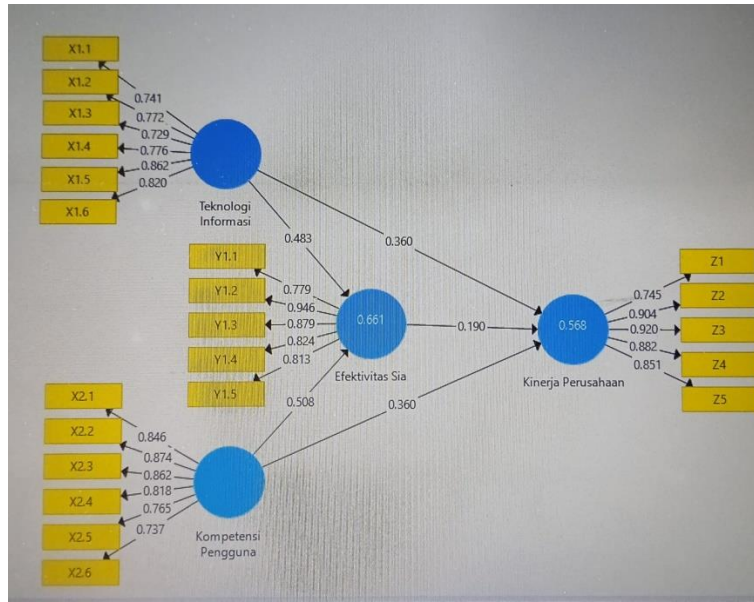 X1.1
X1.2
X1.3
X1.4
X1.5
X1.6
0.741
0.772
0.729
0.776
0.862
0.820
Teknologi
Informasi
0.483
0.360
Y1.1
Y1.2
Y1.3
Y1.4
Y1.5
0.779
0.946
0.879
0.824
0.813
0.661
Efektivitas Sia
0.190
0.568
Kinerja Perusahaan
0.745
0.904
0.920
0.882
0.851
Z1
Z2
Z3
Z4
Z5
X2.1
X2.2
X2.3
X2.4
X2.5
X2.6
0.846
0.874
0.862
0.818
0.765
0.737
0.508
0.360
Kompetensi
Pengguna